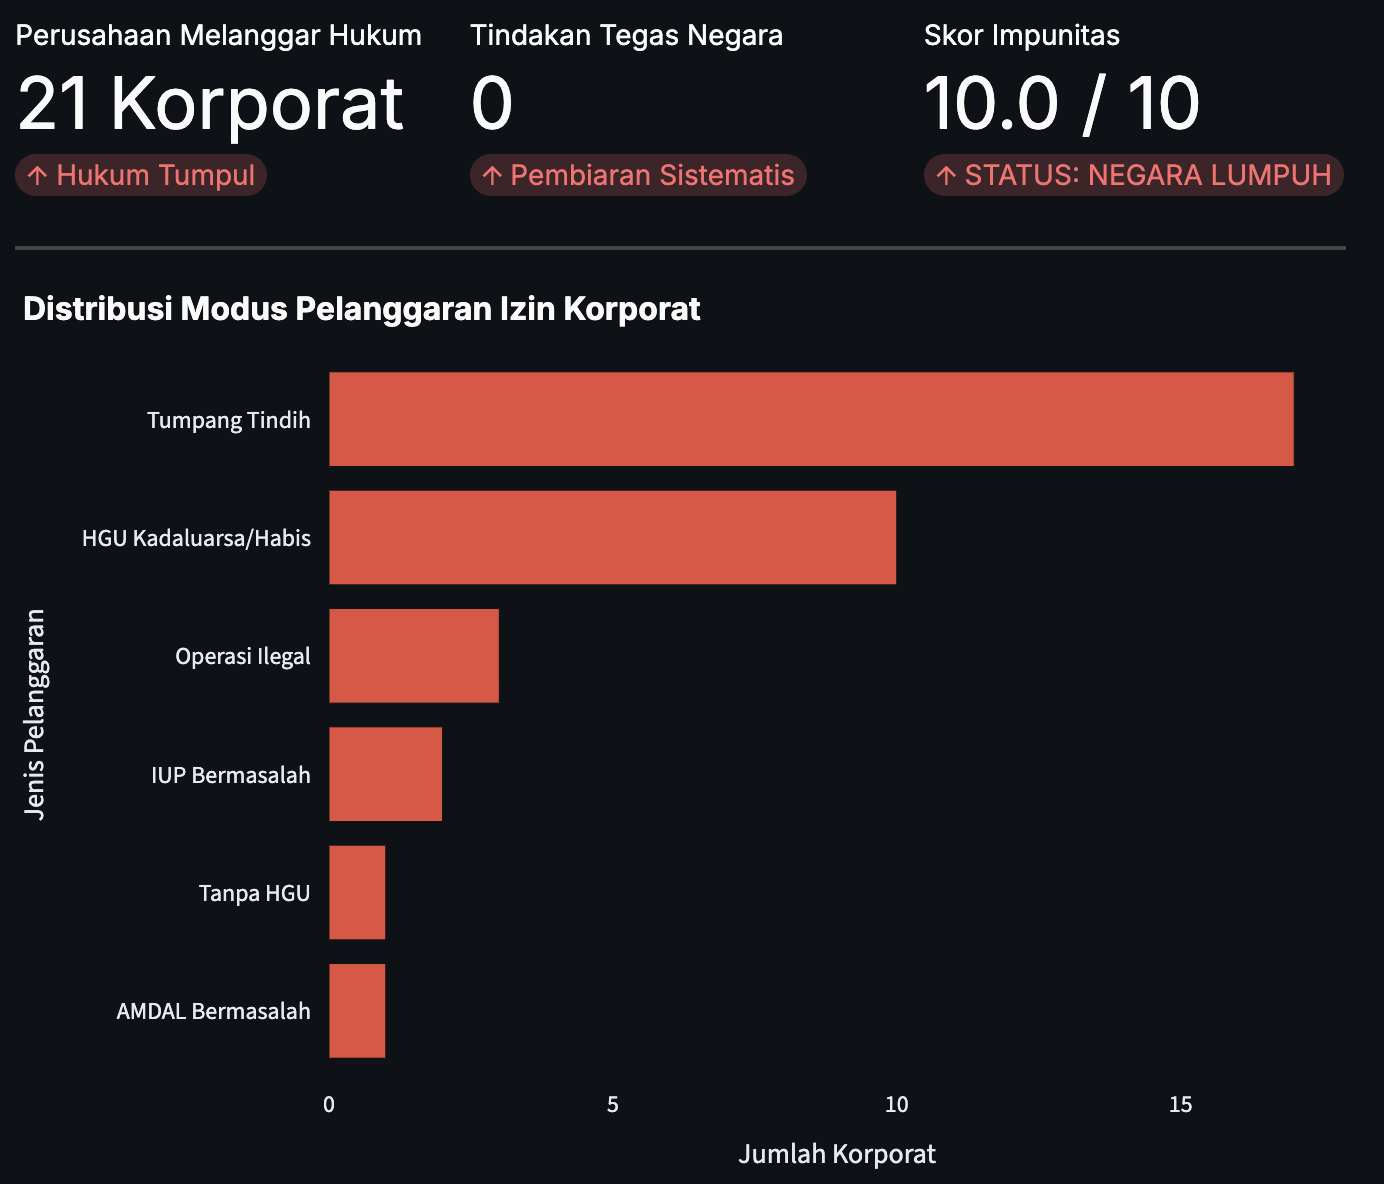 Perusahaan Melanggar Hukum
21 Korporat
↑ Hukum Tumpul
Tindakan Tegas Negara
0
↑ Pembiaran Sistematis
Skor Impunitas
10.0 / 10
↑ STATUS: NEGARA LUMPUH
Distribusi Modus Pelanggaran Izin Korporat
Jenis Pelanggaran
Tumpang Tindih
HGU Kadaluarsa/Habis
Operasi Ilegal
IUP Bermasalah
Tanpa HGU
AMDAL Bermasalah
0 5 10 15
Jumlah Korporat